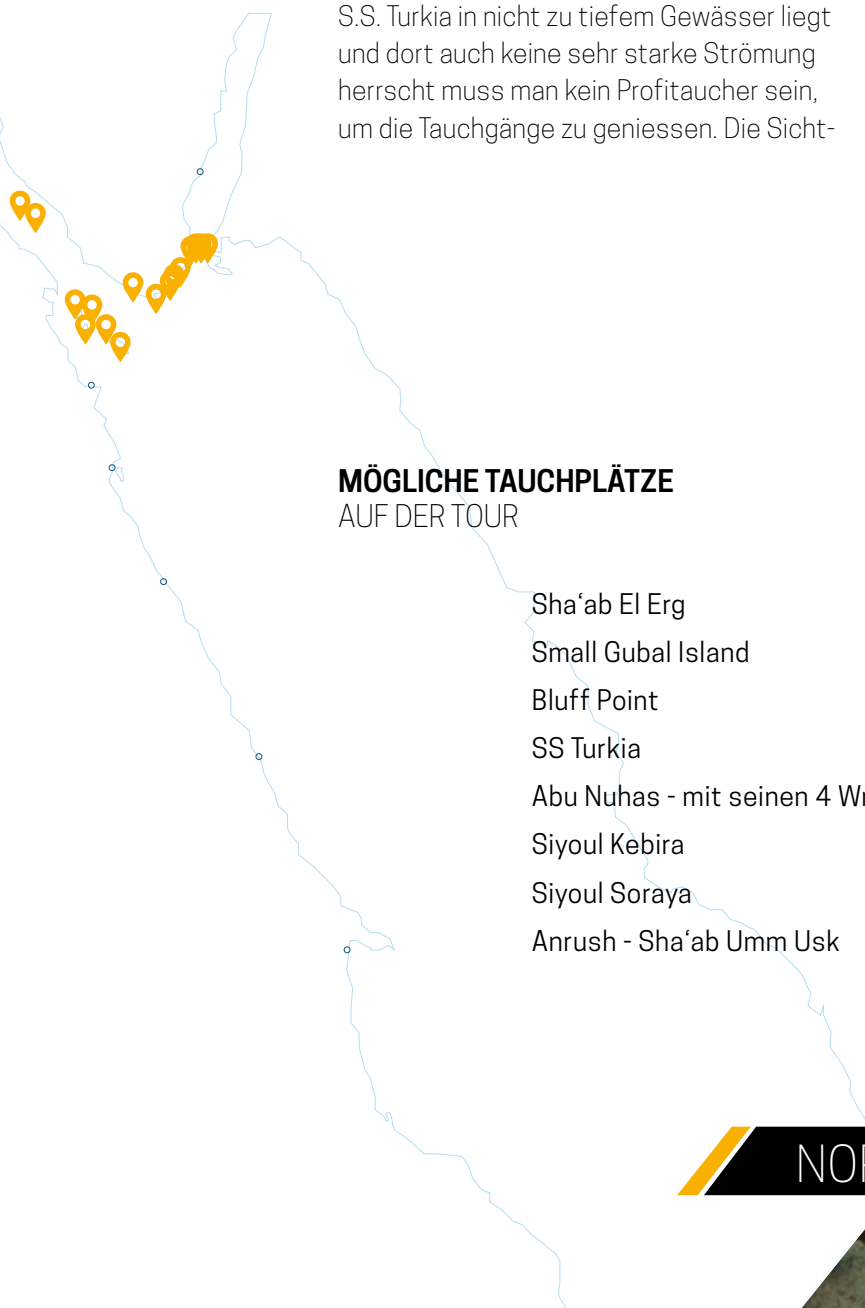 S.S. Turkia in nicht zu tiefem Gewässer liegt
und dort auch keine sehr starke Strömung
herrscht muss man kein Profitaucher sein,
um die Tauchgänge zu geniessen. Die Sicht-
MÖGLICHE TAUCHPLÄTZE
AUF DER TOUR
Sha‘ab El Erg
Small Gubal Island
Bluff Point
SS Turkia
Abu Nuhas - mit seinen 4
Siyoul Kebira
Siyoul Soraya
Anrush - Sha‘ab Umm Usk